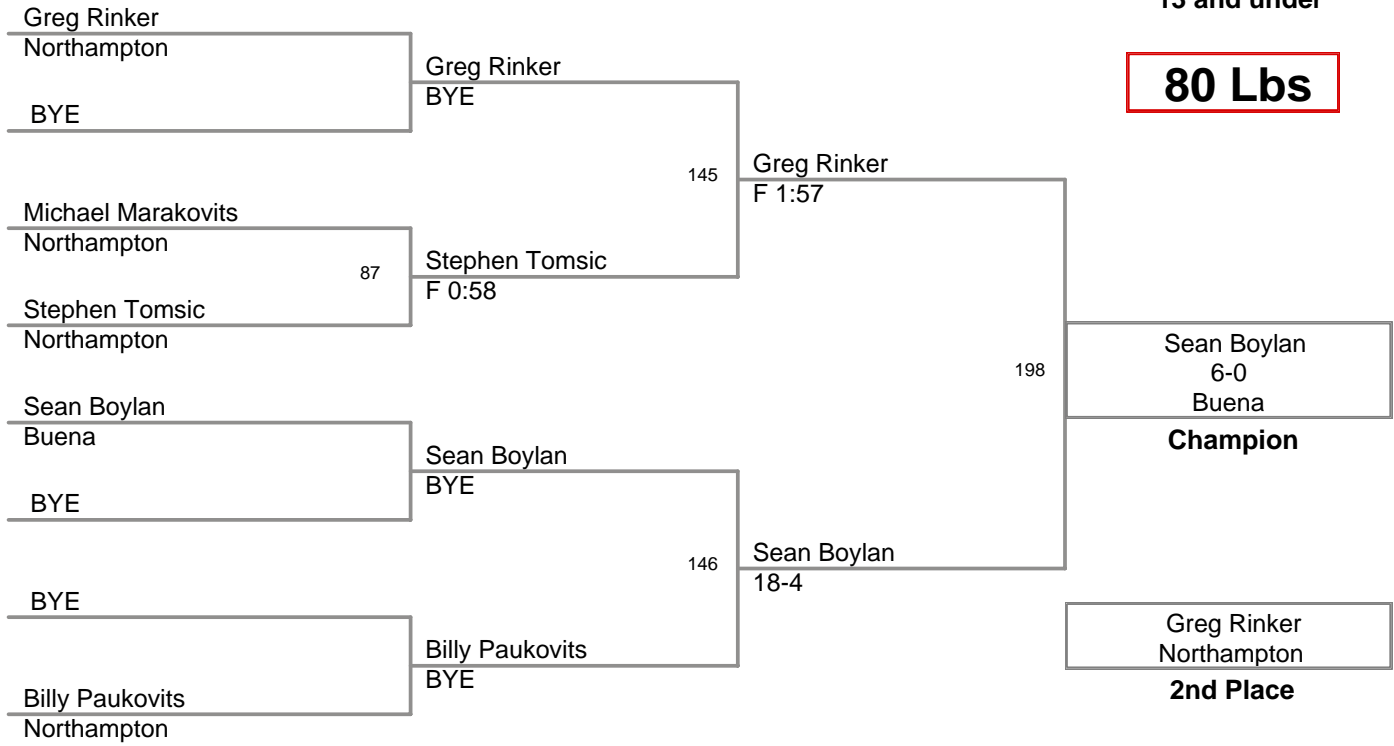 13 and under
80 Lbs
Greg Rinker
Northampton
BYE
Michael Marakovits
Northampton
87
Stephen Tomsic
Northampton
Sean Boylan
Buena
BYE
BYE
Billy Paukovits
Northampton
Greg Rinker
BYE
145
Stephen Tomsic
F 0:58
Sean Boylan
BYE
146
Billy Paukovits
BYE
Greg Rinker
F 1:57
198
Sean Boylan
18-4
Sean Boylan
6-0
Buena
Champion
Greg Rinker
Northampton
2nd Place